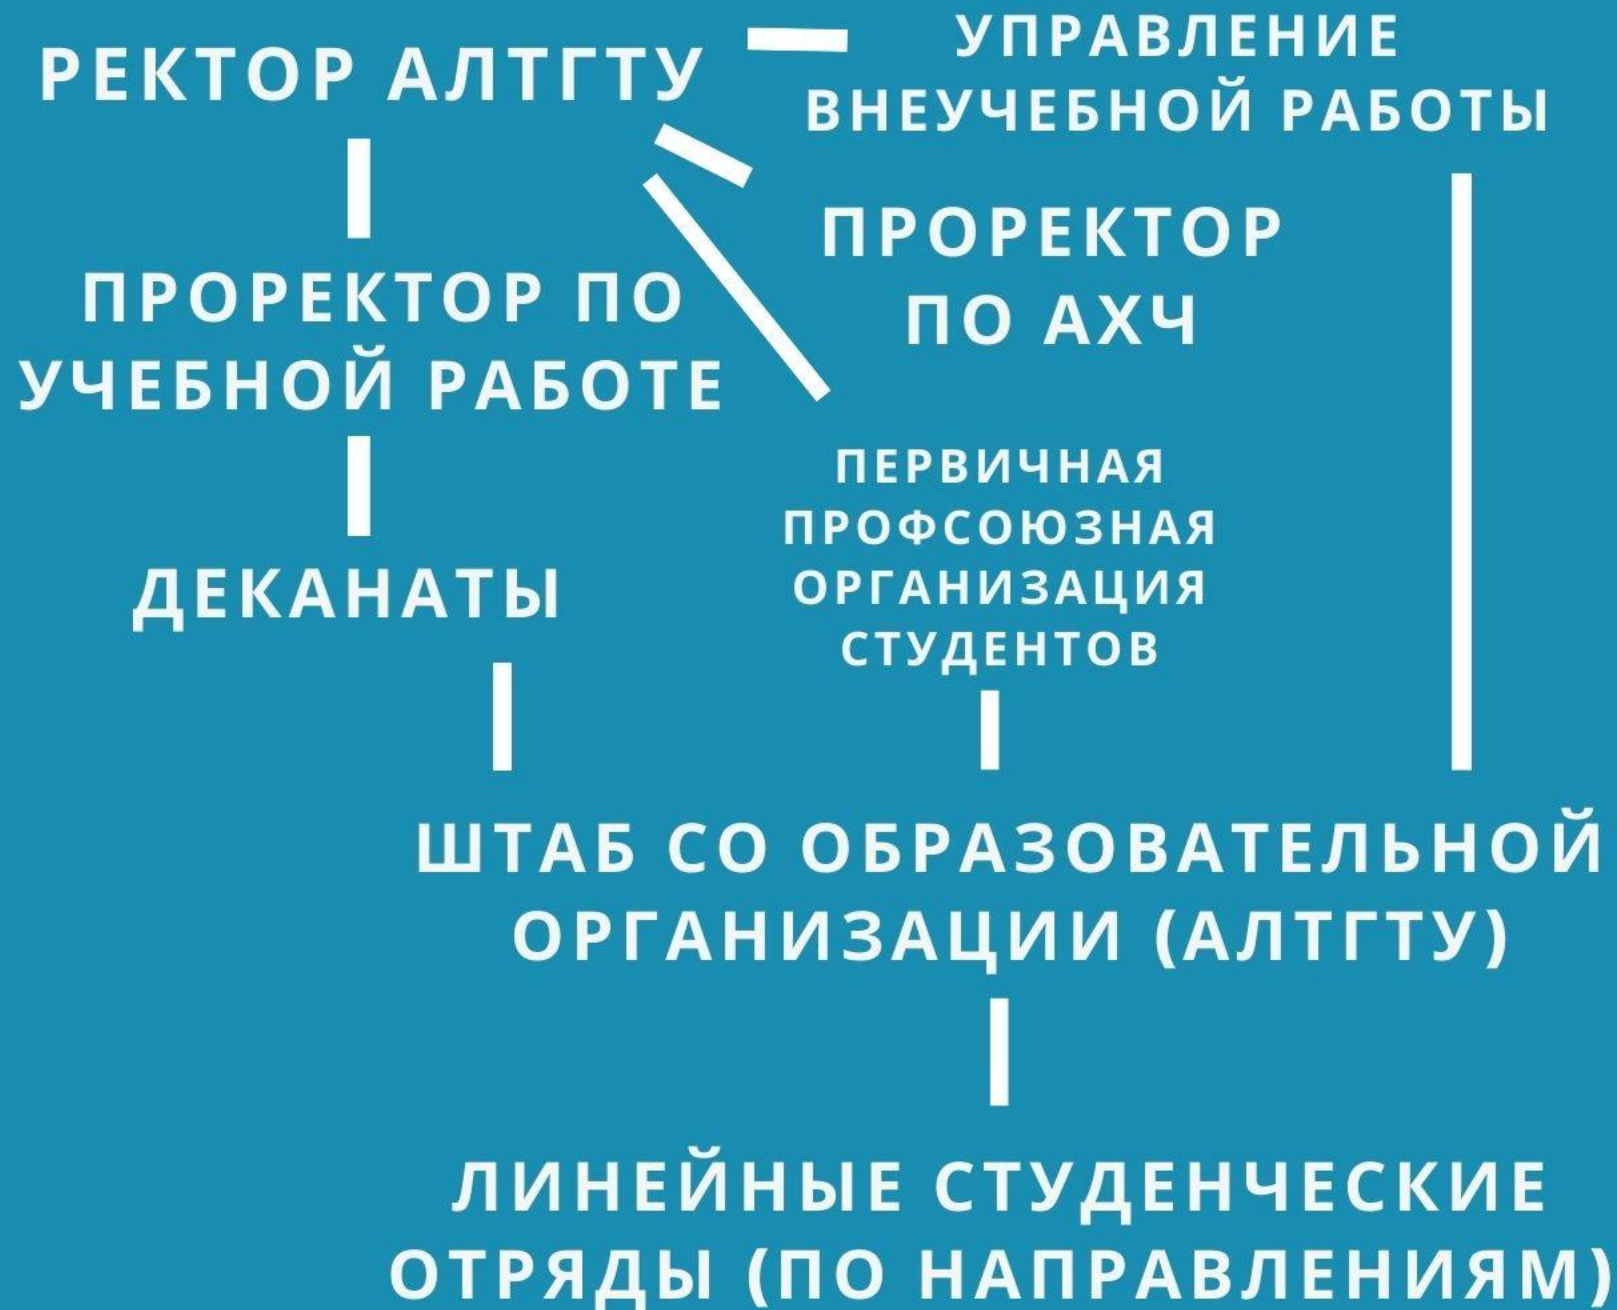 РЕКТОР АЛТГТУ
УПРАВЛЕНИЕ
ВНЕУЧЕБНОЙ РАБОТЫ
ПРОРЕКТОР
ПО АХЧ
ПРОРЕКТОР ПО
УЧЕБНОЙ РАБОТЕ
ПЕРВИЧНАЯ
ПРОФСОЮЗНАЯ
ОРГАНИЗАЦИЯ
СТУДЕНТОВ
ДЕКАНАТЫ
ШТАБ СО ОБРАЗОВАТЕЛЬНОЙ
ОРГАНИЗАЦИИ (АЛТГТУ)
ЛИНЕЙНЫЕ СТУДЕНЧЕСКИЕ
ОТРЯДЫ (ПО НАПРАВЛЕНИЯМ)